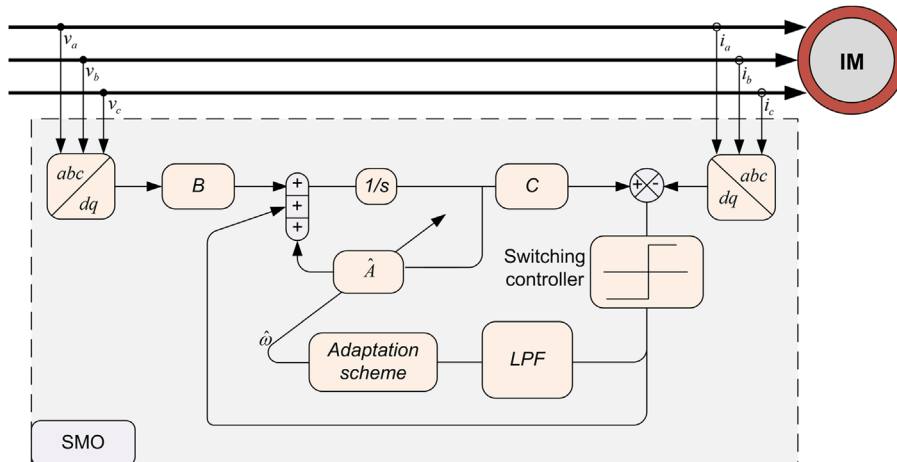 v_a
i_a
v_b
i_b
IM
v_c
i_c
abc
dq
B
+
+
+
1/s
C
+ -
abc
dq
Â
Switching
controller
ω̂
Adaptation
scheme
LPF
SMO